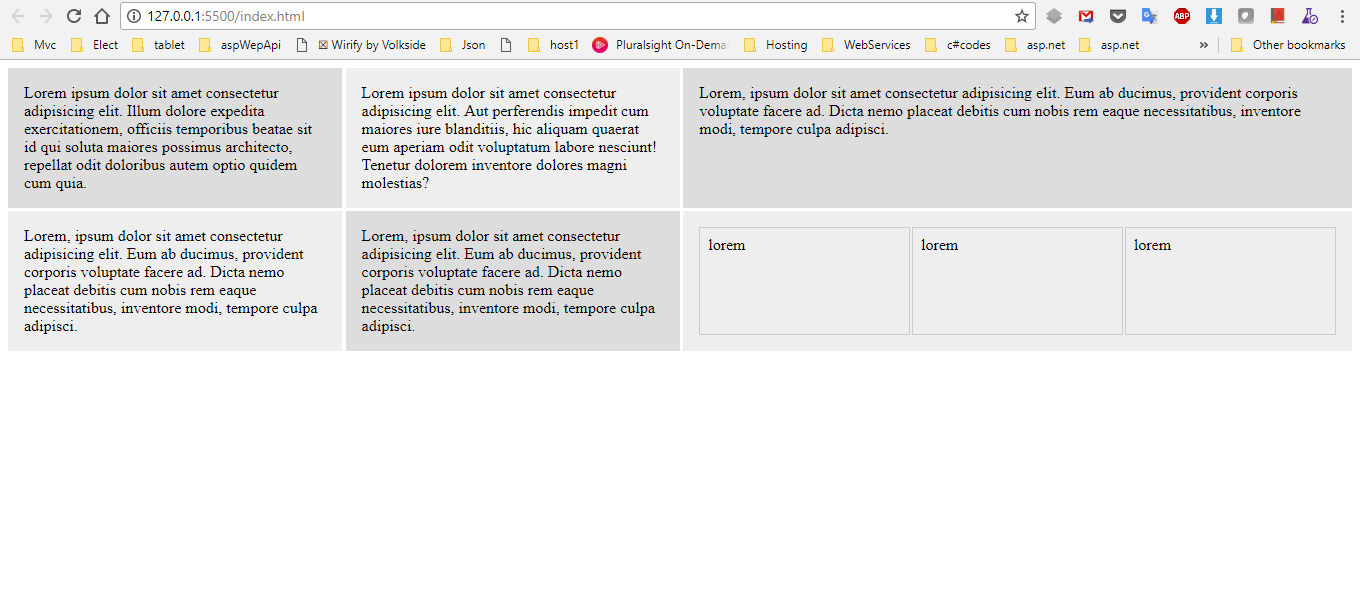 127.0.0.1:5500/index.html
ABP
Mvc Elect tablet aspWepApi ☒ Wirify by Volkside Json host1 Pluralsight On-Dema Hosting WebServices c#codes asp.net asp.net » Other bookmarks
Lorem ipsum dolor sit amet consectetur
adipisicing elit. Illum dolore expedita
exercitationem, officiis temporibus beatae sit
id qui soluta maiores possimus architecto,
repellat odit doloribus autem optio quidem
cum quia.
Lorem ipsum dolor sit amet consectetur
adipisicing elit. Aut perferendis impedit cum
maiores iure blanditiis, hic aliquam quaerat
eum aperiam odit voluptatum labore nesciunt!
Tenetur dolorem inventore dolores magni
molestias?
Lorem, ipsum dolor sit amet consectetur adipisicing elit. Eum ab ducimus, provident corporis
voluptate facere ad. Dicta nemo placeat debitis cum nobis rem eaque necessitatibus, inventore
modi, tempore culpa adipisci.
Lorem, ipsum dolor sit amet consectetur
adipisicing elit. Eum ab ducimus, provident
corporis voluptate facere ad. Dicta nemo
placeat debitis cum nobis rem eaque
necessitatibus, inventore modi, tempore culpa
adipisci.
Lorem, ipsum dolor sit amet consectetur
adipisicing elit. Eum ab ducimus, provident
corporis voluptate facere ad. Dicta nemo
placeat debitis cum nobis rem eaque
necessitatibus, inventore modi, tempore culpa
adipisci.
lorem
lorem
lorem